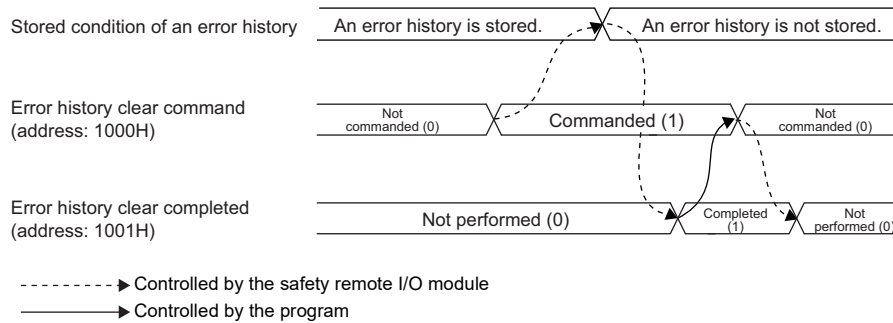 Stored condition of an error history
An error history is stored.
An error history is not stored.
Error history clear command
(address: 1000H)
Not
commanded (0)
Commanded (1)
Not
commanded (0)
Error history clear completed
(address: 1001H)
Not performed (0)
Completed
(1)
Not
performed (0)
Controlled by the safety remote I/O module
Controlled by the program